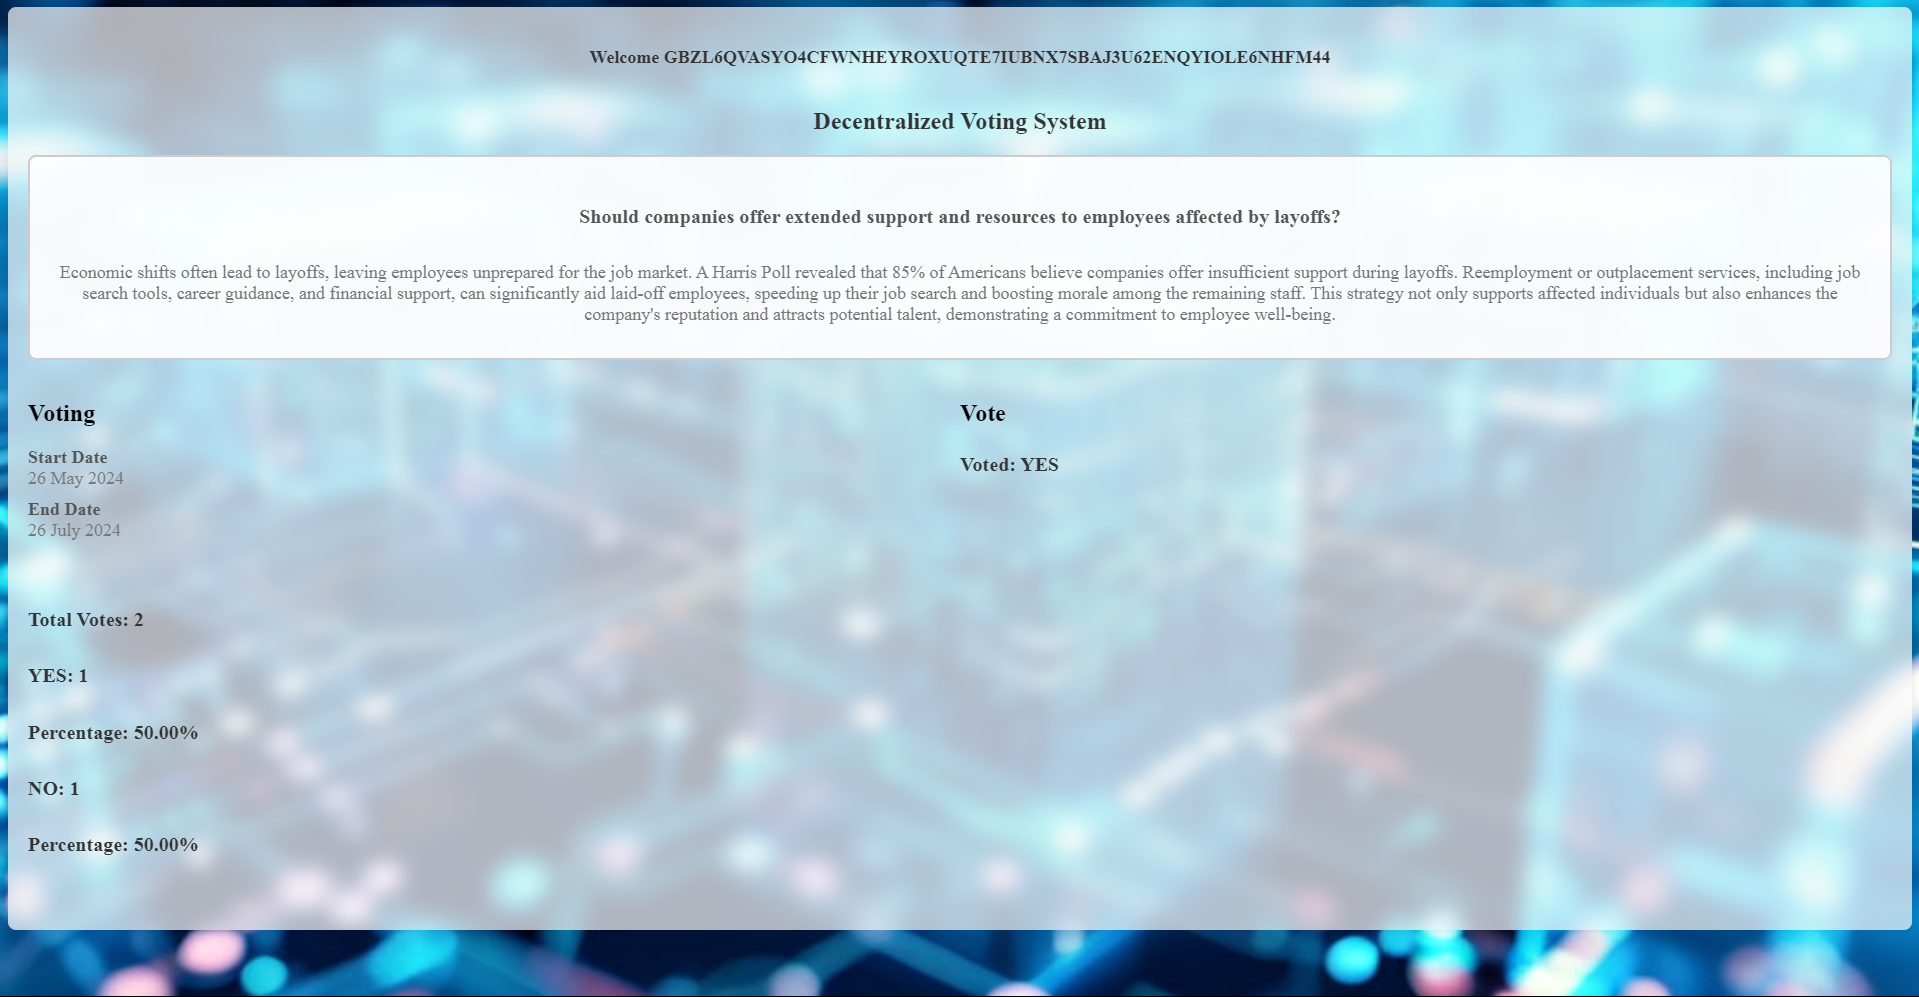 Welcome GBZL6QVASYO4CFWNHEYROXUQTE7IUBNX7SBAJ3U62ENQYIOLE6NHFM44
Decentralized Voting System
Should companies offer extended support and resources to employees affected by layoffs?
Economic shifts often lead to layoffs, leaving employees unprepared for the job market. A Harris Poll revealed that 85% of Americans believe companies offer insufficient support during layoffs. Reemployment or outplacement services, including job
search tools, career guidance, and financial support, can significantly aid laid-off employees, speeding up their job search and boosting morale among the remaining staff. This strategy not only supports affected individuals but also enhances the
company's reputation and attracts potential talent, demonstrating a commitment to employee well-being.
Voting
Start Date
26 May 2024
End Date
26 July 2024
Total Votes: 2
YES: 1
Percentage: 50.00%
NO: 1
Percentage: 50.00%
Vote
Voted: YES